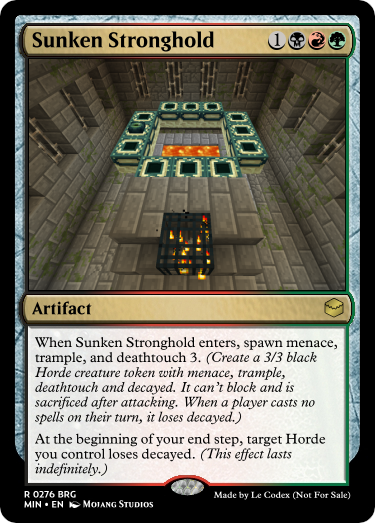 Sunken Stronghold 1
Artifact
When Sunken Stronghold enters, spawn menace,
trample, and deathtouch 3. (Create a 3/3 black
Horde creature token with menace, trample,
deathtouch and decayed. It can't block and is
sacrificed after attacking. When a player casts no
spells on their turn, it loses decayed.)
At the beginning of your end step, target Horde
you control loses decayed. (This effect lasts
indefinitely.)
R 0276 BRG
MIN • EN Mojang Studios
Made by Le Codex (Not For Sale)